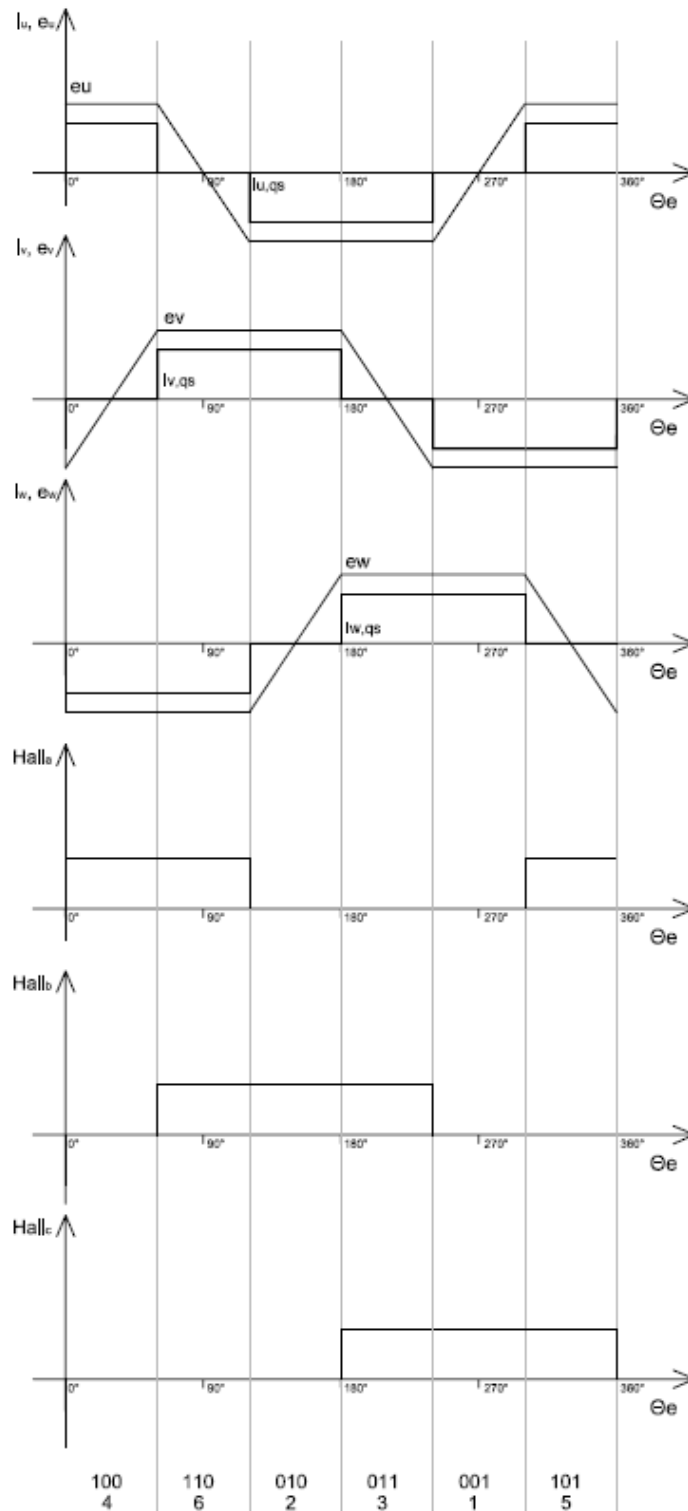 Iu, eu
eu
0° 90° 180° 270° 360°
Iu,qs
Θe
Iv, ev
ev
Iv,qs
0° 90° 180° 270° 360°
Θe
Iw, ew
ew
Iw,qs
0° 90° 180° 270° 360°
Θe
Halla
0° 90° 180° 270° 360°
Θe
Hallb
0° 90° 180° 270° 360°
Θe
Hallc
0° 90° 180° 270° 360°
Θe
100 110 010 011 001 101
4 6 2 3 1 5